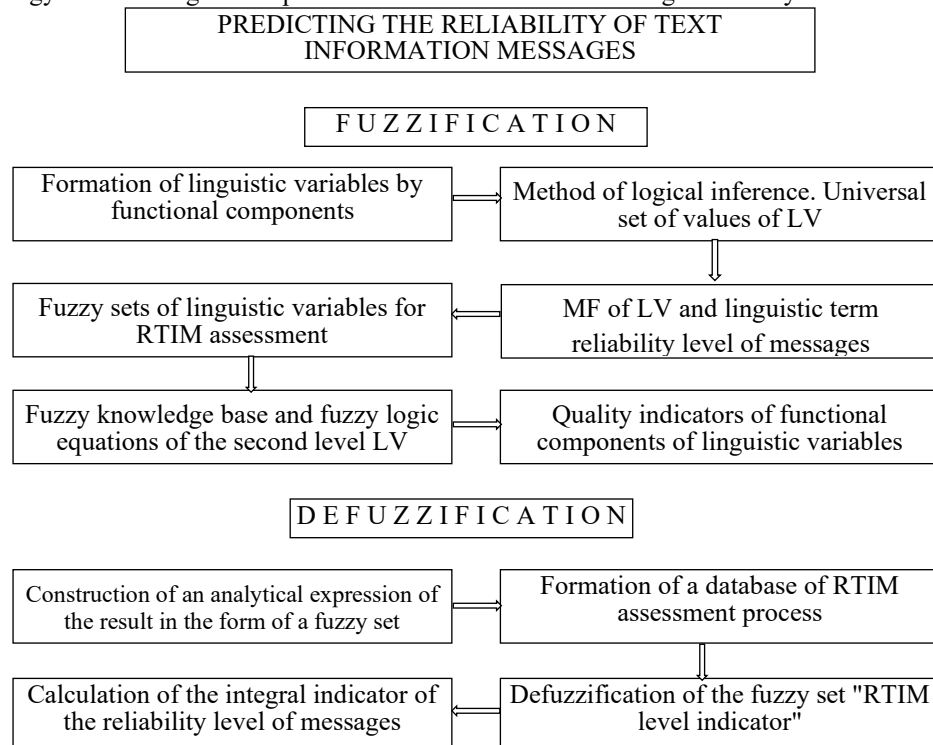 PREDICTING THE RELIABILITY OF TEXT
INFORMATION MESSAGES
F U Z Z I F I C A T I O N
Formation of linguistic variables by
functional components
Method of logical inference. Universal
set of values of LV
Fuzzy sets of linguistic variables for
RTIM assessment
MF of LV and linguistic term
reliability level of messages
Fuzzy knowledge base and fuzzy logic
equations of the second level LV
Quality indicators of functional
components of linguistic variables
D E F U Z Z I F I C A T I O N
Construction of an analytical expression of
the result in the form of a fuzzy set
Formation of a database of RTIM
assessment process
Calculation of the integral indicator of
the reliability level of messages
Defuzzification of the fuzzy set "RTIM
level indicator"